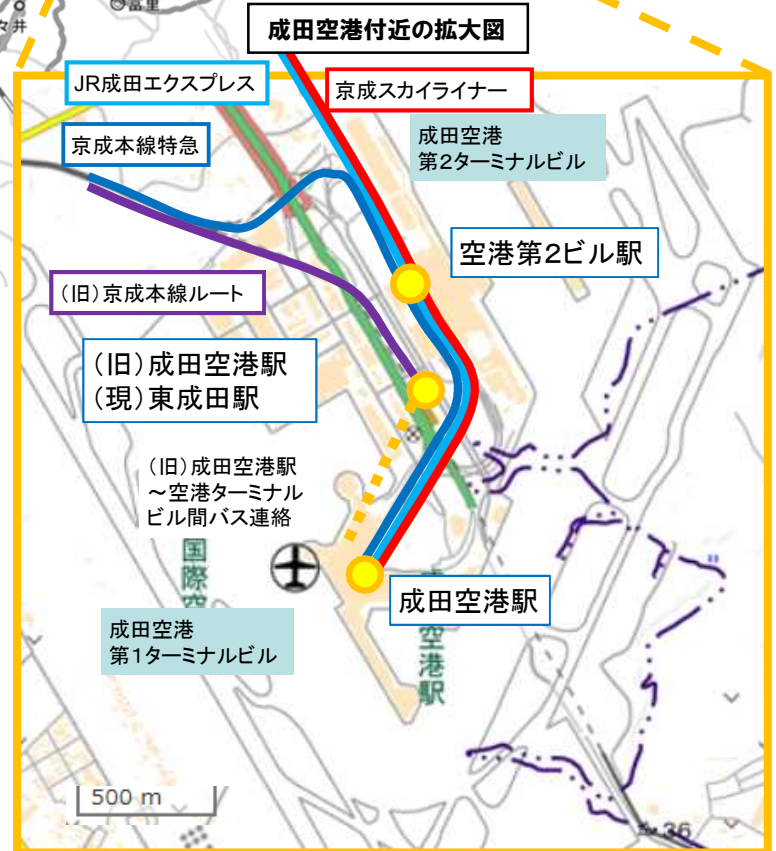 富里
々井
成田空港付近の拡大図
JR成田エクスプレス
京成スカイライナー
京成本線特急
成田空港
第2ターミナルビル
空港第2ビル駅
(旧)京成本線ルート
(旧)成田空港駅
(現)東成田駅
(旧)成田空港駅
~空港ターミナル
ビル間バス連絡
国際空
成田空港駅
空港駅
成田空港
第1ターミナルビル
500 m
36